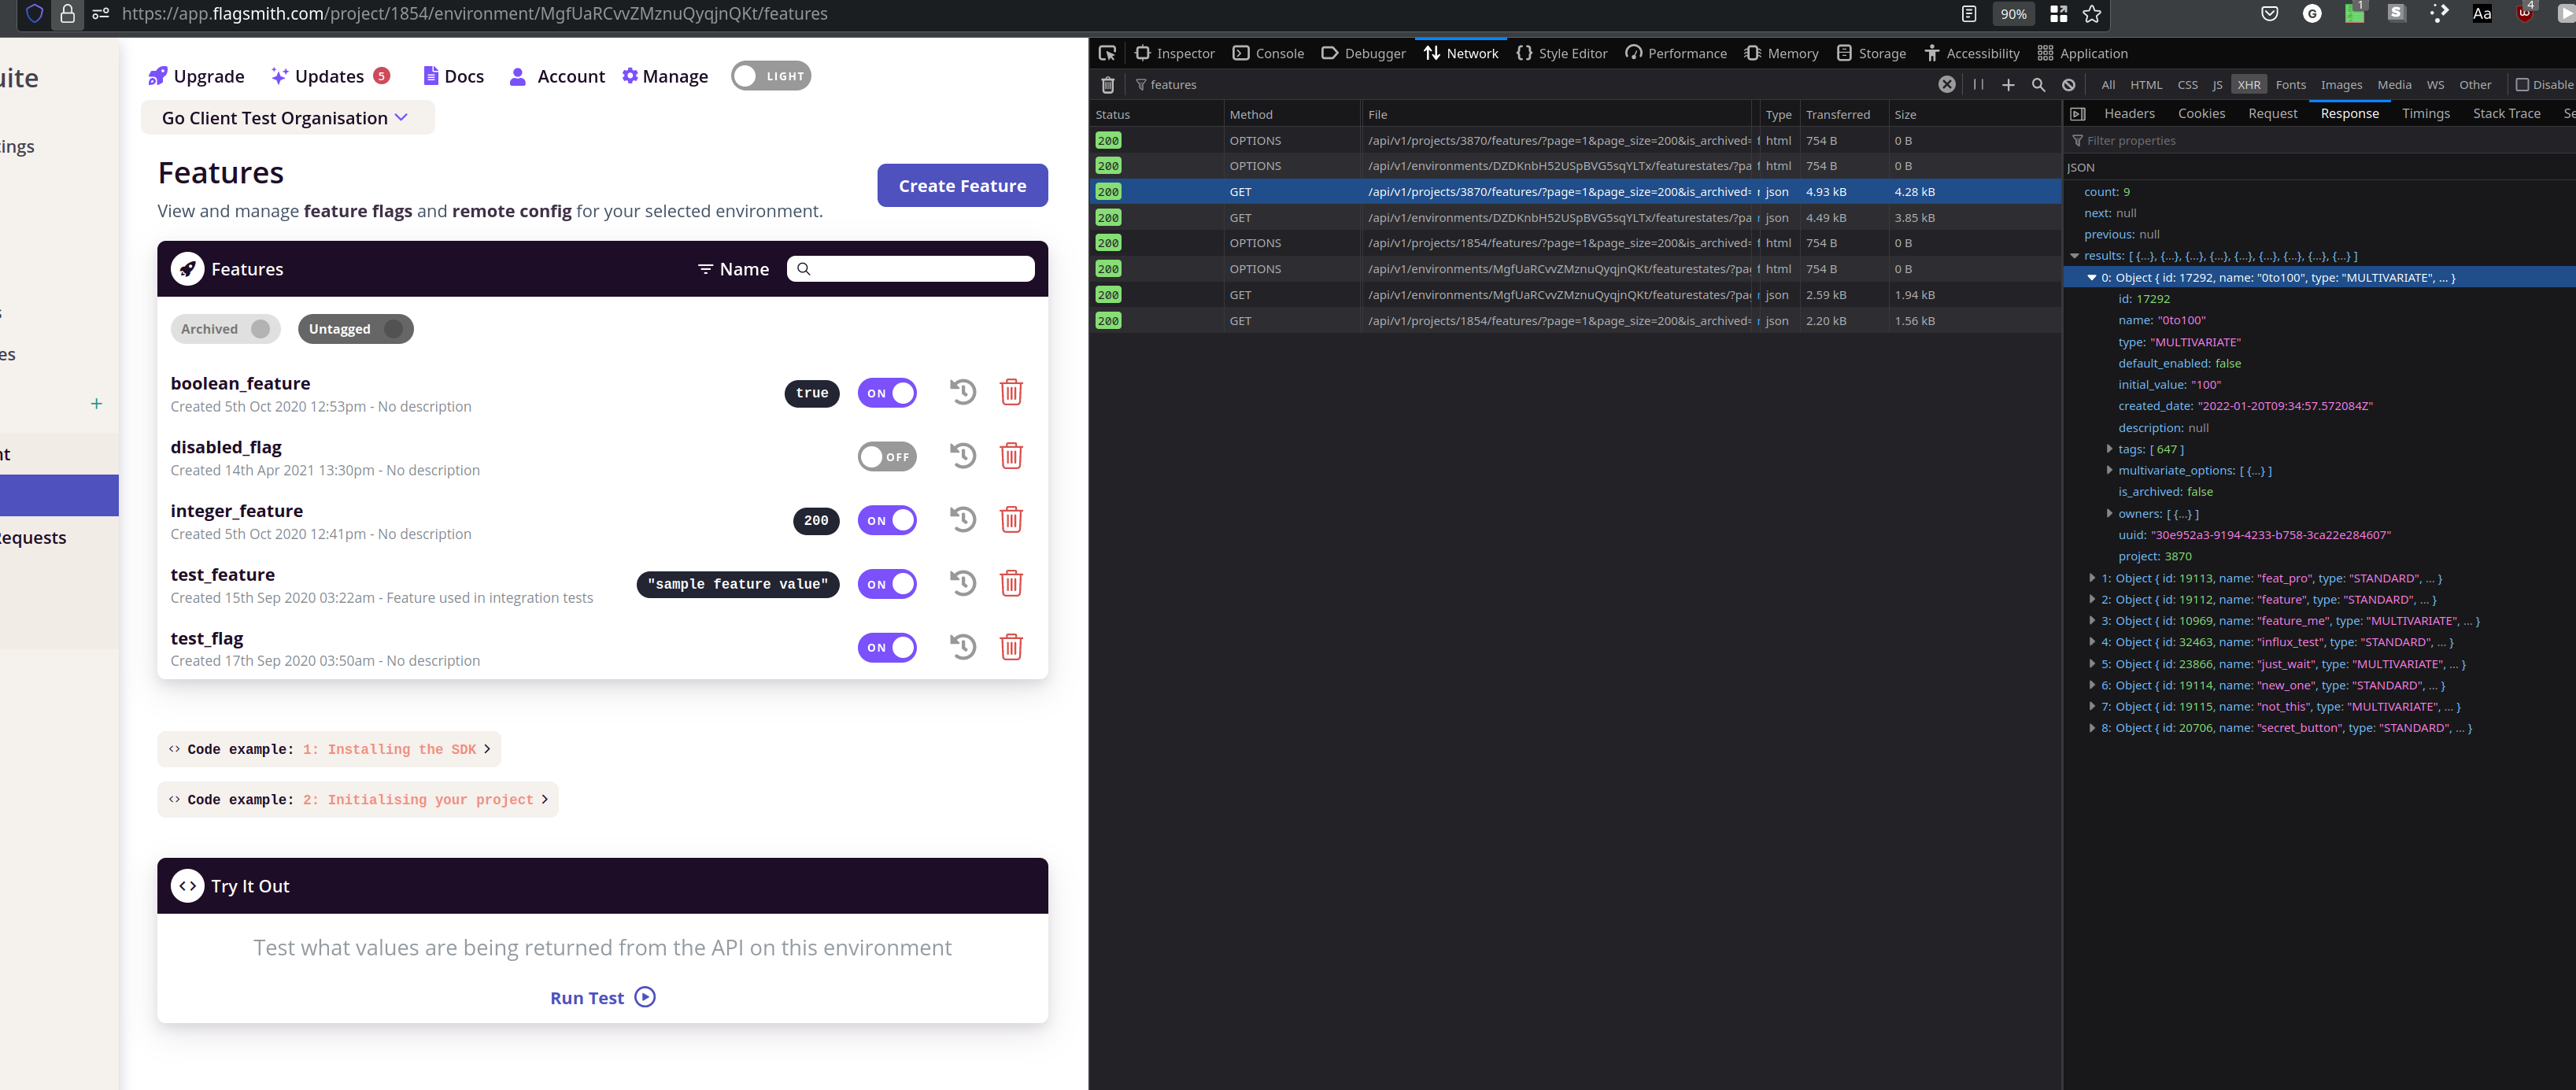 https://app.flagsmith.com/project/1854/environment/MgfUaRCvvZMznuQyqjnQKt/features
90%
1
G
S
Aa
4
uite
ings
es
+
nt
equests
Upgrade
Updates 5
Docs
Account
Manage
LIGHT
Go Client Test Organisation
Features
Create Feature
View and manage feature flags and remote config for your selected environment.
Features
Name
Archived
Untagged
boolean_feature
true
ON
Created 5th Oct 2020 12:53pm - No description
disabled_flag
OFF
Created 14th Apr 2021 13:30pm - No description
integer_feature
200
ON
Created 5th Oct 2020 12:41pm - No description
test_feature
"sample feature value"
ON
Created 15th Sep 2020 03:22am - Feature used in integration tests
test_flag
ON
Created 17th Sep 2020 03:50am - No description
<> Code example: 1: Installing the SDK >
<> Code example: 2: Initialising your project >
<> Try It Out
Test what values are being returned from the API on this environment
Run Test
Inspector Console Debugger Network Style Editor Performance Memory Storage Accessibility Application
features
All HTML CSS JS XHR Fonts Images Media WS Other Disable
Status Method File Type Transferred Size
200 OPTIONS /api/v1/projects/3870/features/?page=1&page_size=200&is_archived= f html 754 B 0 B
200 OPTIONS /api/v1/environments/DZDKnbH52USpBVG5sqYLTx/featurestates/?pa f html 754 B 0 B
200 GET /api/v1/projects/3870/features/?page=1&page_size=200&is_archived= r json 4.93 kB 4.28 kB
200 GET /api/v1/environments/DZDKnbH52USpBVG5sqYLTx/featurestates/?pa json 4.49 kB 3.85 kB
200 OPTIONS /api/v1/projects/1854/features/?page=1&page_size=200&is_archived= f html 754 B 0 B
200 OPTIONS /api/v1/environments/MgfUaRCvvZMznuQyqjnQKt/featurestates/?pa f html 754 B 0 B
200 GET /api/v1/environments/MgfUaRCvvZMznuQyqjnQKt/featurestates/?pa json 2.59 kB 1.94 kB
200 GET /api/v1/projects/1854/features/?page=1&page_size=200&is_archived= json 2.20 kB 1.56 kB
Headers Cookies Request Response Timings Stack Trace Se
Filter properties
JSON
count: 9
next: null
previous: null
results: [ {...}, {...}, {...}, {...}, {...}, {...}, {...}, {...}, {...} ]
0: Object { id: 17292, name: "0to100", type: "MULTIVARIATE", ... }
id: 17292
name: "0to100"
type: "MULTIVARIATE"
default_enabled: false
initial_value: "100"
created_date: "2022-01-20T09:34:57.572084Z"
description: null
tags: [ 647 ]
multivariate_options: [ {...} ]
is_archived: false
owners: [ {...} ]
uuid: "30e952a3-9194-4233-b758-3ca22e284607"
project: 3870
1: Object { id: 19113, name: "feat_pro", type: "STANDARD", ... }
2: Object { id: 19112, name: "feature", type: "STANDARD", ... }
3: Object { id: 10969, name: "feature_me", type: "MULTIVARIATE", ... }
4: Object { id: 32463, name: "influx_test", type: "STANDARD", ... }
5: Object { id: 23866, name: "just_wait", type: "MULTIVARIATE", ... }
6: Object { id: 19114, name: "new_one", type: "STANDARD", ... }
7: Object { id: 19115, name: "not_this", type: "MULTIVARIATE", ... }
8: Object { id: 20706, name: "secret_button", type: "STANDARD", ... }